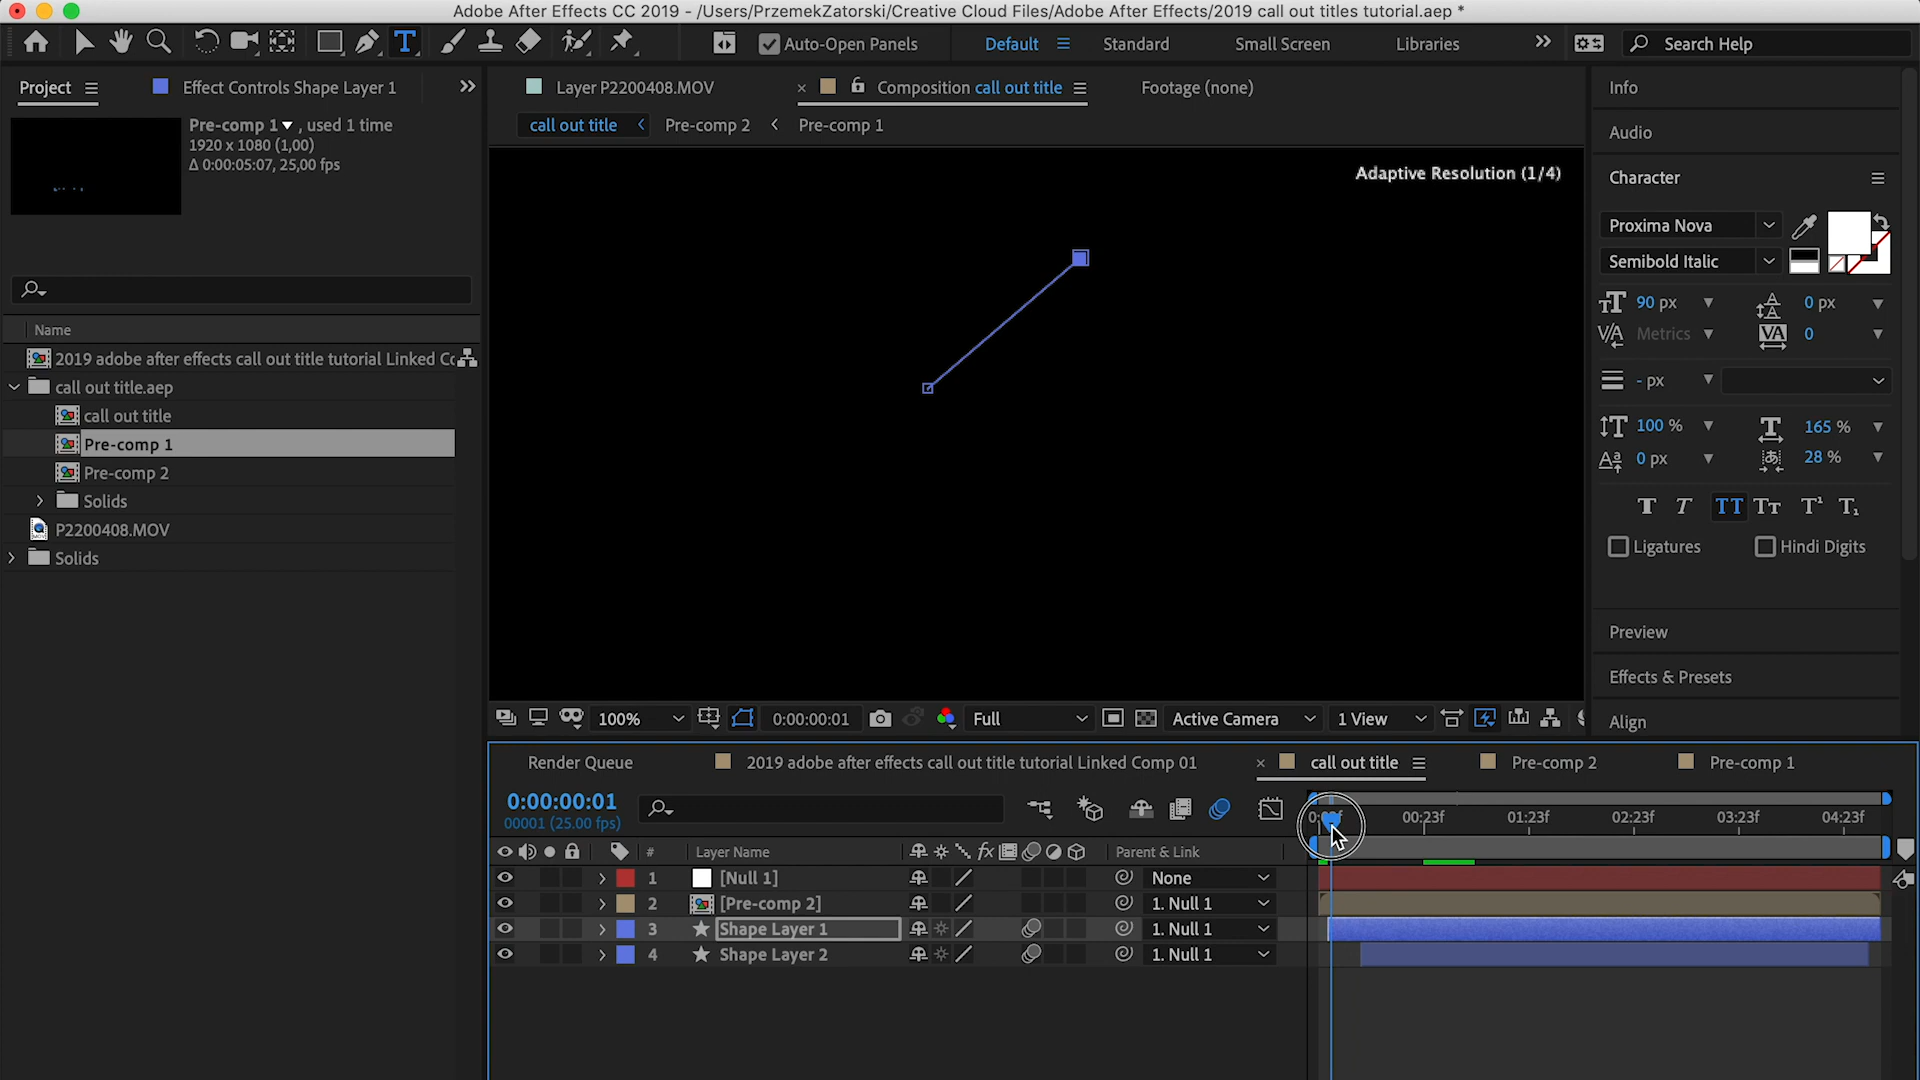 Adobe After Effects CC 2019 - /Users/PrzemekZatorski/Creative Cloud Files/Adobe After Effects/2019 call out titles tutorial.aep *
Auto-Open Panels
Default
Standard
Small Screen
Libraries
Search Help
Project
Effect Controls Shape Layer 1
Layer P2200408.MOV
Composition call out title
Footage (none)
Info
Pre-comp 1 , used 1 time
1920 x 1080 (1,00)
Δ 0:00:05:07, 25,00 fps
call out title
Pre-comp 2
Pre-comp 1
Audio
Adaptive Resolution (1/4)
Character
Proxima Nova
Semibold Italic
90 px
0 px
Metrics
0
- px
100 %
165 %
0 px
28 %
Ligatures
Hindi Digits
Name
2019 adobe after effects call out title tutorial Linked Co
call out title.aep
call out title
Pre-comp 1
Pre-comp 2
Solids
P2200408.MOV
Solids
Preview
Effects & Presets
Align
100%
0:00:00:01
Full
Active Camera
1 View
Render Queue
2019 adobe after effects call out title tutorial Linked Comp 01
call out title
Pre-comp 2
Pre-comp 1
0:00:00:01
00001 (25.00 fps)
00:23f
01:23f
02:23f
03:23f
04:23f
#
Layer Name
Parent & Link
1 [Null 1] None
2 [Pre-comp 2] 1. Null 1
3 Shape Layer 1 1. Null 1
4 Shape Layer 2 1. Null 1